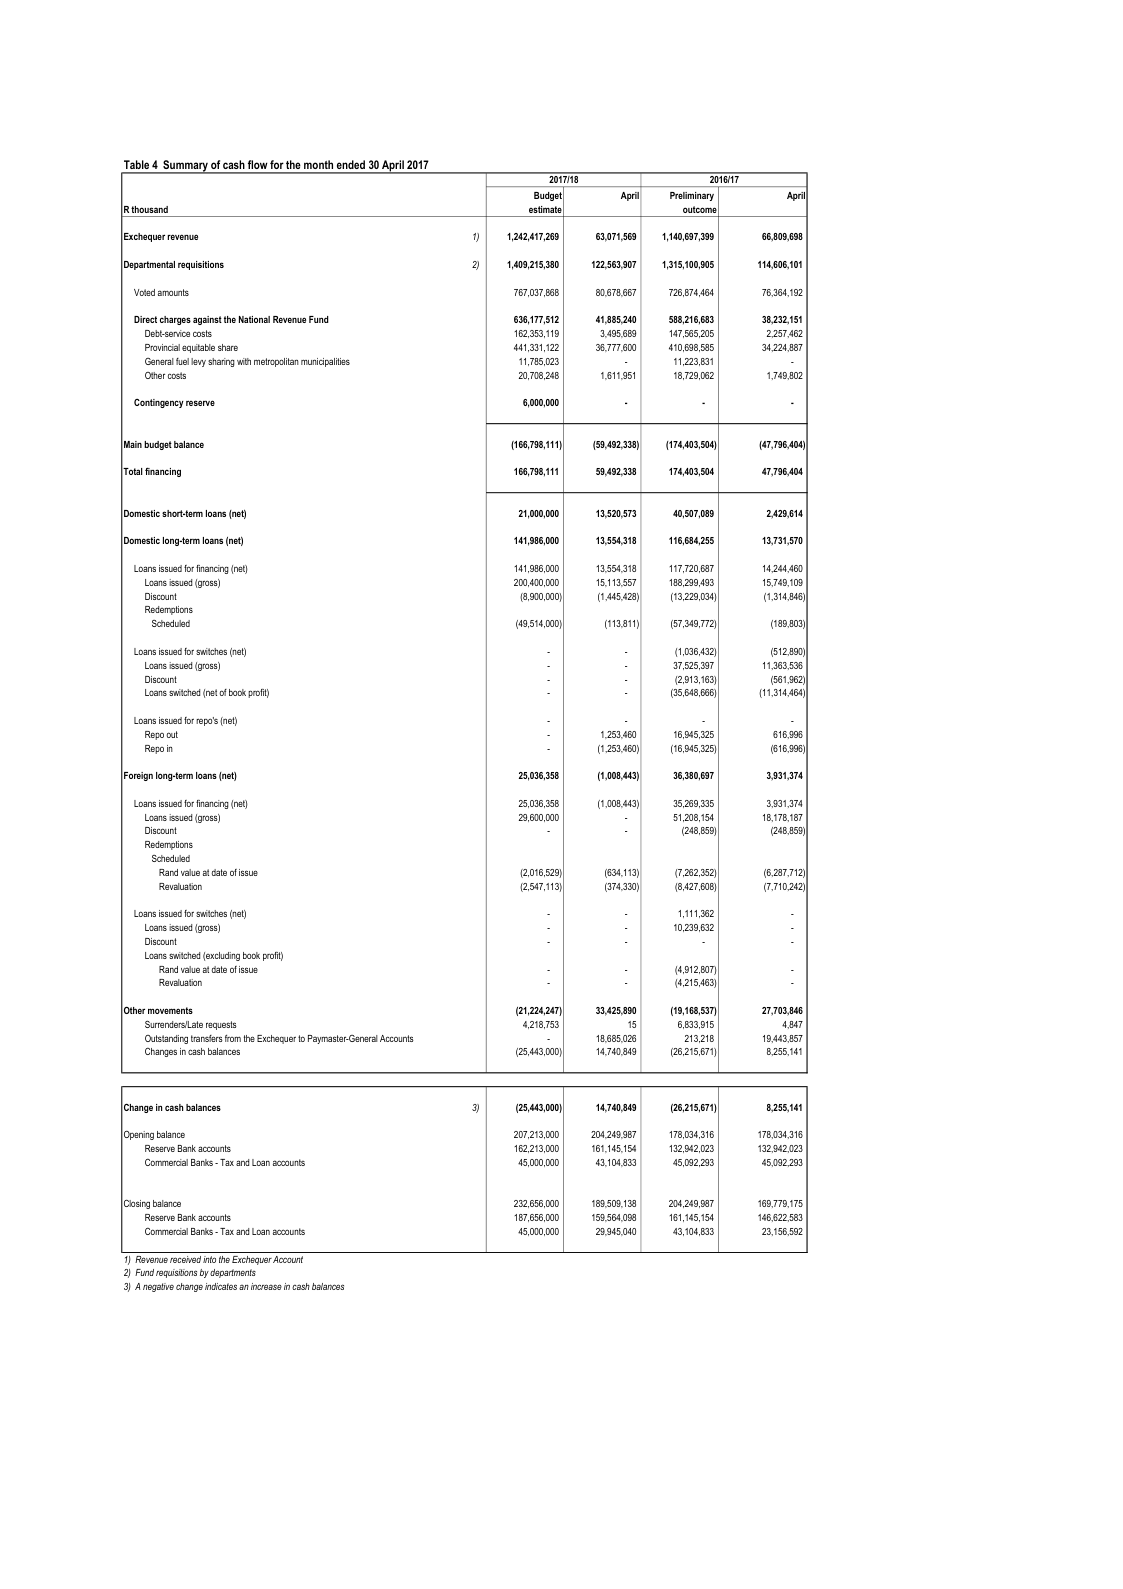 Table 4 Summary of cash flow for the month ended 30 April 2017
2017/18 2016/17
Budget April Preliminary April
R thousand estimate outcome
Exchequer revenue 1) 1,242,417,269 63,071,569 1,140,697,399 66,809,698
Departmental requisitions 2) 1,409,215,380 122,563,907 1,315,100,905 114,606,101
Voted amounts 767,037,868 80,678,667 726,874,464 76,364,192
Direct charges against the National Revenue Fund 636,177,512 41,885,240 588,216,683 38,232,151
Debt-service costs 162,353,119 3,495,689 147,565,205 2,257,462
Provincial equitable share 441,331,122 36,777,600 410,698,585 34,224,887
General fuel levy sharing with metropolitan municipalities 11,785,023 - 11,223,831 -
Other costs 20,708,248 1,611,951 18,729,062 1,749,802
Contingency reserve 6,000,000 - - -
Main budget balance (166,798,111) (59,492,338) (174,403,504) (47,796,404)
Total financing 166,798,111 59,492,338 174,403,504 47,796,404
Domestic short-term loans (net) 21,000,000 13,520,573 40,507,089 2,429,614
Domestic long-term loans (net) 141,986,000 13,554,318 116,684,255 13,731,570
Loans issued for financing (net) 141,986,000 13,554,318 117,720,687 14,244,460
Loans issued (gross) 200,400,000 15,113,557 188,299,493 15,749,109
Discount (8,900,000) (1,445,428) (13,229,034) (1,314,846)
Redemptions
Scheduled (49,514,000) (113,811) (57,349,772) (189,803)
Loans issued for switches (net) - - (1,036,432) (512,890)
Loans issued (gross) - - 37,525,397 11,363,536
Discount - - (2,913,163) (561,962)
Loans switched (net of book profit) - - (35,648,666) (11,314,464)
Loans issued for repo's (net) - - - -
Repo out - 1,253,460 16,945,325 616,996
Repo in - (1,253,460) (16,945,325) (616,996)
Foreign long-term loans (net) 25,036,358 (1,008,443) 36,380,697 3,931,374
Loans issued for financing (net) 25,036,358 (1,008,443) 35,269,335 3,931,374
Loans issued (gross) 29,600,000 - 51,208,154 18,178,187
Discount - - (248,859) (248,859)
Redemptions
Scheduled
Rand value at date of issue (2,016,529) (634,113) (7,262,352) (6,287,712)
Revaluation (2,547,113) (374,330) (8,427,608) (7,710,242)
Loans issued for switches (net) - - 1,111,362 -
Loans issued (gross) - - 10,239,632 -
Discount - - - -
Loans switched (excluding book profit)
Rand value at date of issue - - (4,912,807) -
Revaluation - - (4,215,463) -
Other movements (21,224,247) 33,425,890 (19,168,537) 27,703,846
Surrenders/Late requests 4,218,753 15 6,833,915 4,847
Outstanding transfers from the Exchequer to Paymaster-General Accounts - 18,685,026 213,218 19,443,857
Changes in cash balances (25,443,000) 14,740,849 (26,215,671) 8,255,141
Change in cash balances 3) (25,443,000) 14,740,849 (26,215,671) 8,255,141
Opening balance 207,213,000 204,249,987 178,034,316 178,034,316
Reserve Bank accounts 162,213,000 161,145,154 132,942,023 132,942,023
Commercial Banks - Tax and Loan accounts 45,000,000 43,104,833 45,092,293 45,092,293
Closing balance 232,656,000 189,509,138 204,249,987 169,779,175
Reserve Bank accounts 187,656,000 159,564,098 161,145,154 146,622,583
Commercial Banks - Tax and Loan accounts 45,000,000 29,945,040 43,104,833 23,156,592
1) Revenue received into the Exchequer Account
2) Fund requisitions by departments
3) A negative change indicates an increase in cash balances